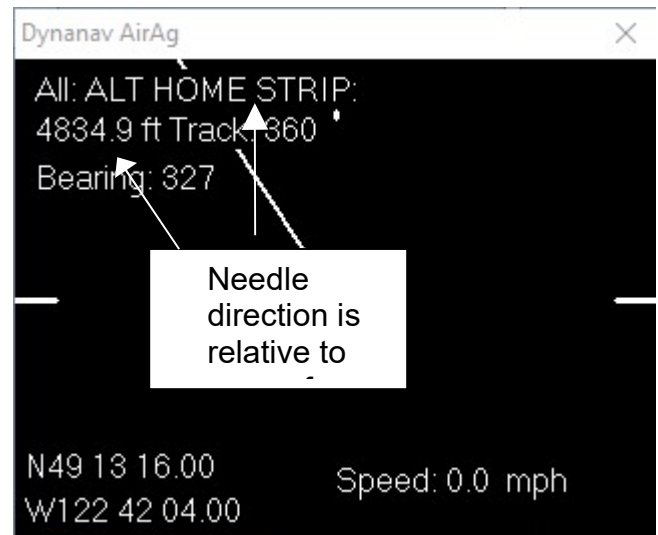 Dynanav AirAg
All: ALT HOME STRIP:
4834.9 ft Track: 360
Bearing: 327
Needle
direction is
relative to
N49 13 16.00
W122 42 04.00
Speed: 0.0 mph